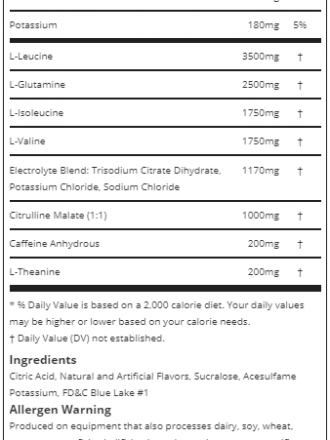 Potassium 180mg 5%
L-Leucine 3500mg †
L-Glutamine 2500mg †
L-Isoleucine 1750mg †
L-Valine 1750mg †
Electrolyte Blend: Trisodium Citrate Dihydrate, 1170mg †
Potassium Chloride, Sodium Chloride
Citrulline Malate (1:1) 1000mg †
Caffeine Anhydrous 200mg †
L-Theanine 200mg †
* % Daily Value is based on a 2,000 calorie diet. Your daily values
may be higher or lower based on your calorie needs.
† Daily Value (DV) not established.
Ingredients
Citric Acid, Natural and Artificial Flavors, Sucralose, Acesulfame
Potassium, FD&C Blue Lake #1
Allergen Warning
Produced on equipment that also processes dairy, soy, wheat,